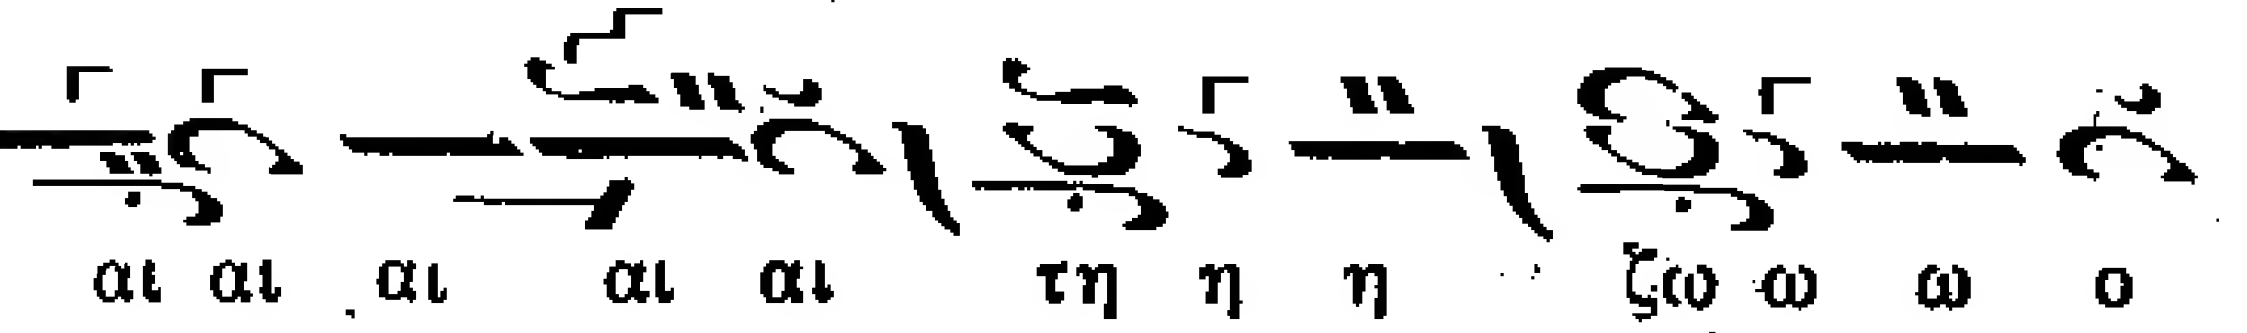 αι αι αι αι αι τη η η ζω ω ω ο